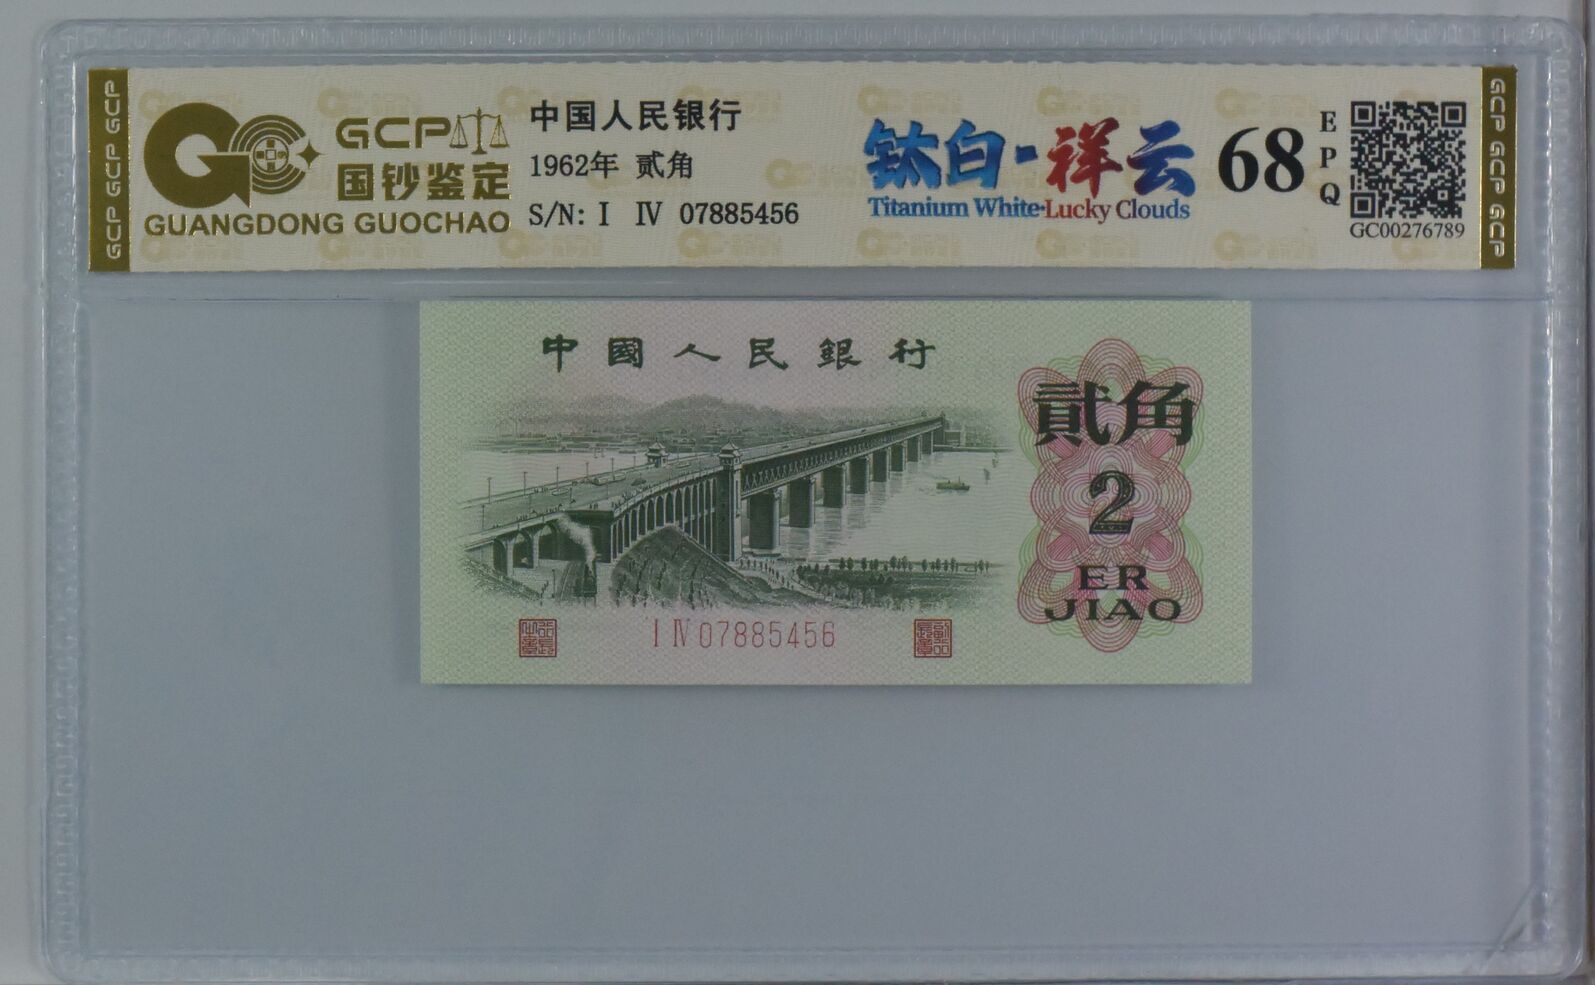 GCP GCP GCP
GCP
国钞鉴定
GUANGDONG GUOCHAO
中国人民银行
1962年 贰角
S/N: I IV 07885456
钛白-祥云
Titanium White-Lucky Clouds
68
EPQ
GC00276789
GCP GCP GCP
中國人民銀行
貳角
2
ER
JIAO
I IV 07885456